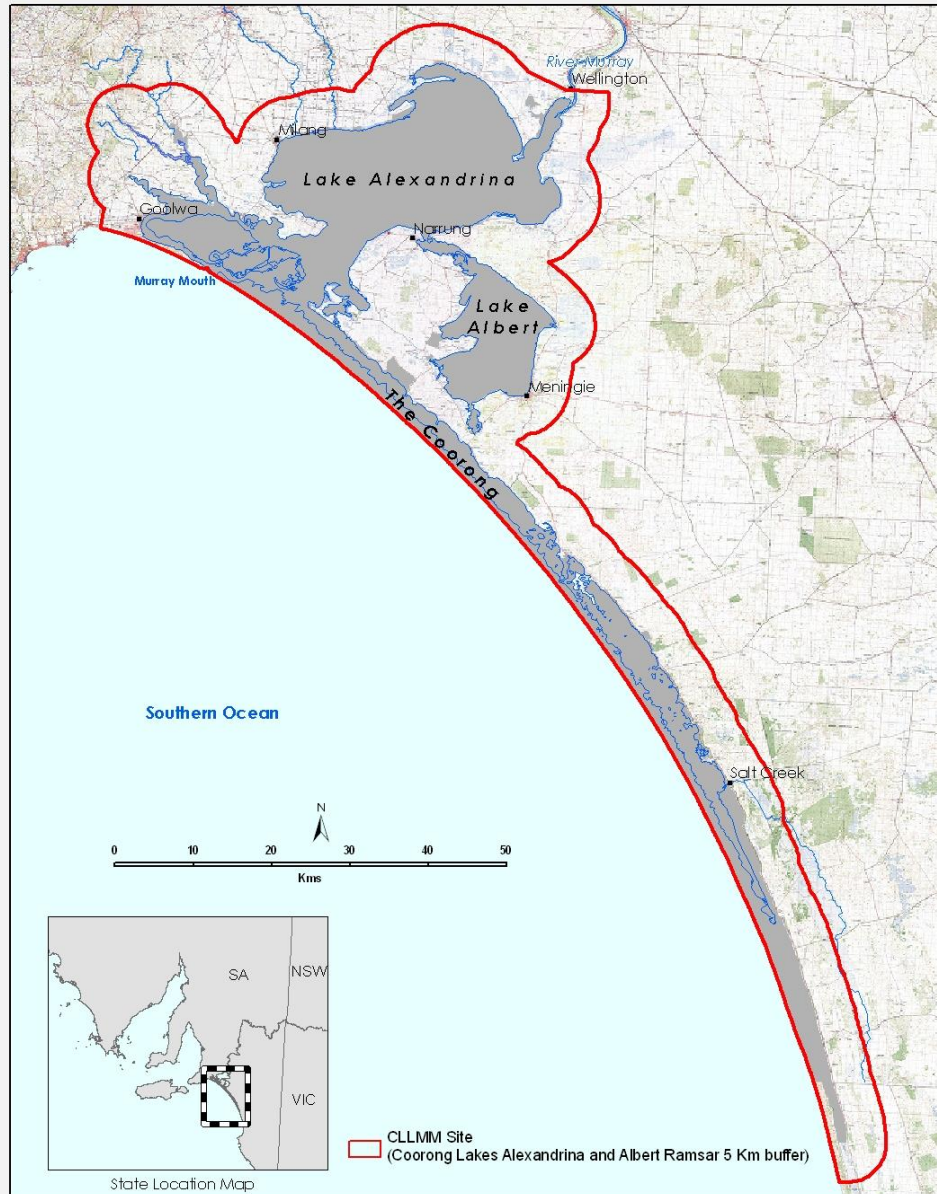 River Murray
Wellington
Milang
Lake Alexandrina
Goolwa
Narrung
Murray Mouth
Lake
Albert
Meningie
The Coorong
Southern Ocean
Salt Creek
N
0 10 20 30 40 50
Kms
SA
NSW
VIC
CLLMM Site
(Coorong Lakes Alexandrina and Albert Ramsar 5 Km buffer)
State Location Map